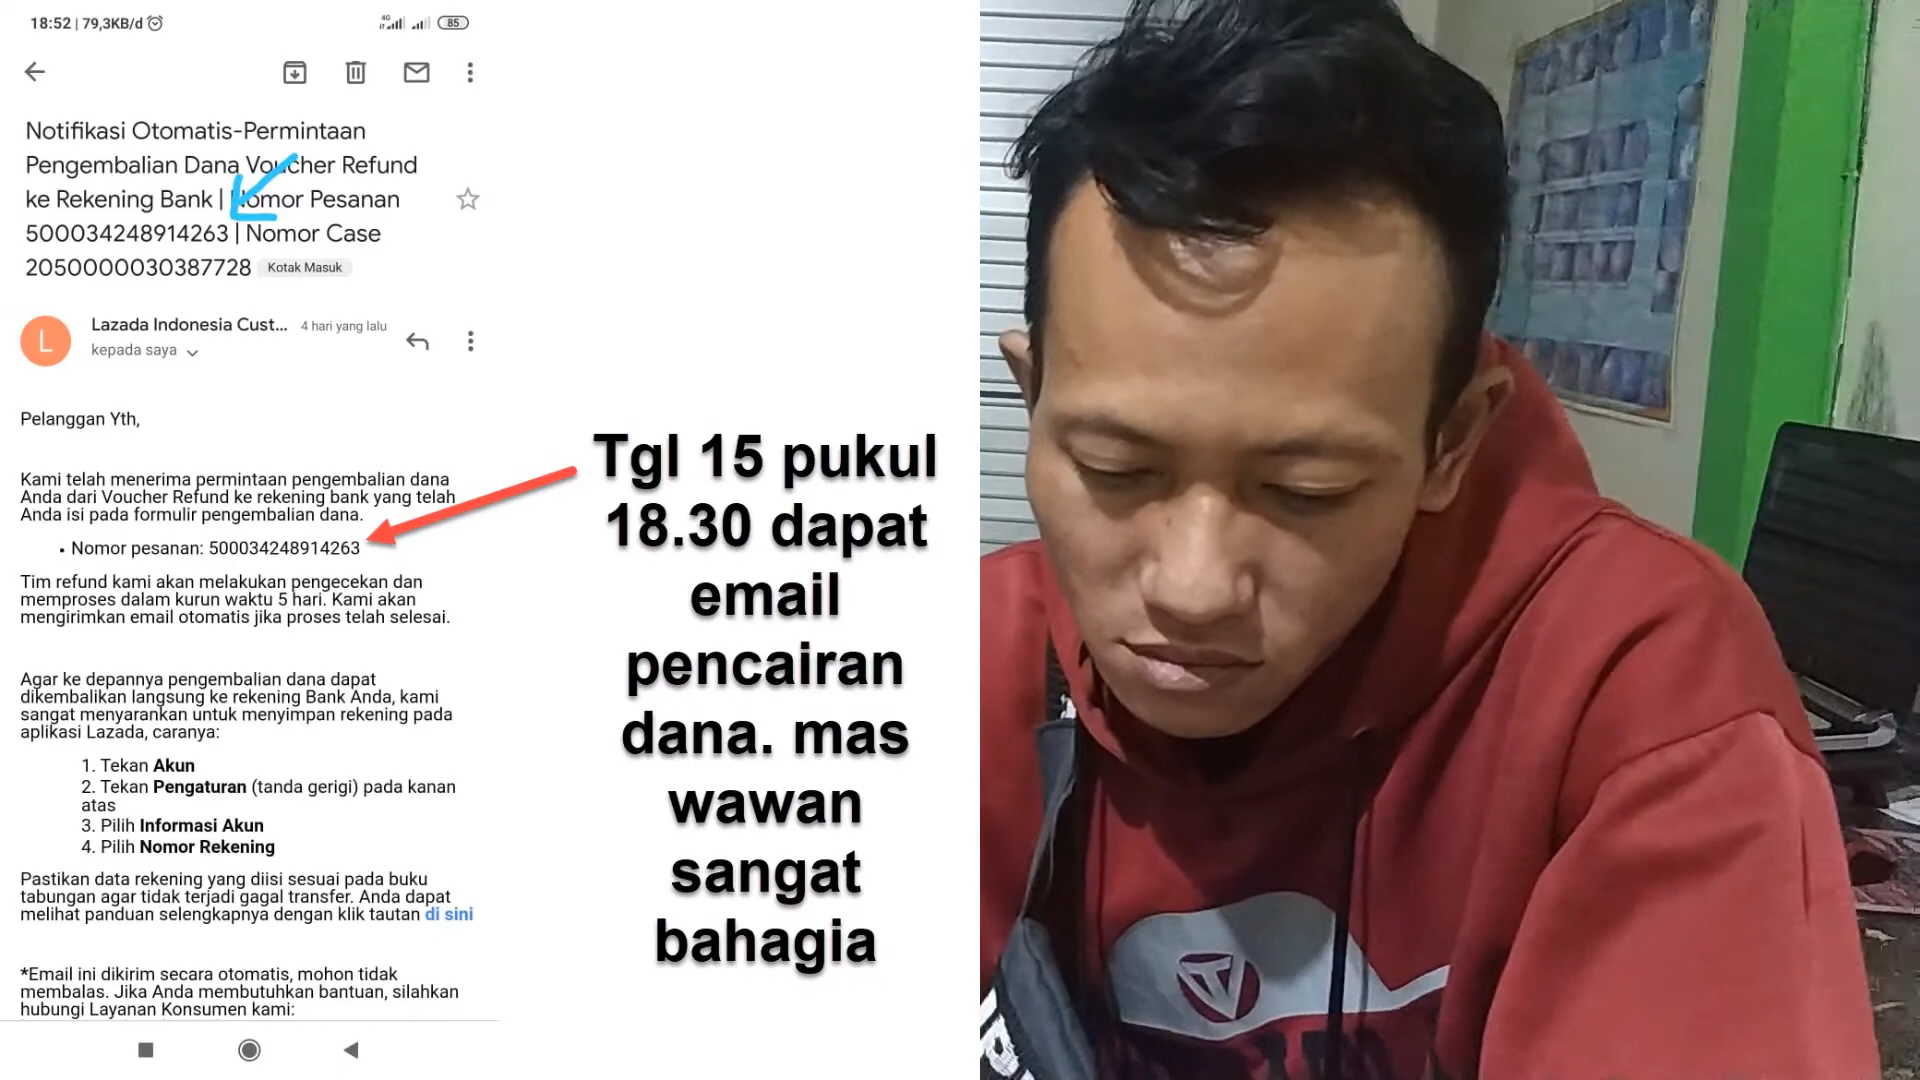 18:52 | 79,3KB/d
4G
85
Notifikasi Otomatis-Permintaan
Pengembalian Dana Voucher Refund
ke Rekening Bank | Nomor Pesanan
500034248914263 | Nomor Case
2050000030387728 Kotak Masuk
L
Lazada Indonesia Cust... 4 hari yang lalu
kepada saya
Pelanggan Yth,
Kami telah menerima permintaan pengembalian dana
Anda dari Voucher Refund ke rekening bank yang telah
Anda isi pada formulir pengembalian dana.
• Nomor pesanan: 500034248914263
Tim refund kami akan melakukan pengecekan dan
memproses dalam kurun waktu 5 hari. Kami akan
mengirimkan email otomatis jika proses telah selesai.
Agar ke depannya pengembalian dana dapat
dikembalikan langsung ke rekening Bank Anda, kami
sangat menyarankan untuk menyimpan rekening pada
aplikasi Lazada, caranya:
1. Tekan Akun
2. Tekan Pengaturan (tanda gerigi) pada kanan
atas
3. Pilih Informasi Akun
4. Pilih Nomor Rekening
Pastikan data rekening yang diisi sesuai pada buku
tabungan agar tidak terjadi gagal transfer. Anda dapat
melihat panduan selengkapnya dengan klik tautan di sini
*Email ini dikirim secara otomatis, mohon tidak
membalas. Jika Anda membutuhkan bantuan, silahkan
hubungi Layanan Konsumen kami:
Tgl 15 pukul
18.30 dapat
email
pencairan
dana. mas
wawan
sangat
bahagia